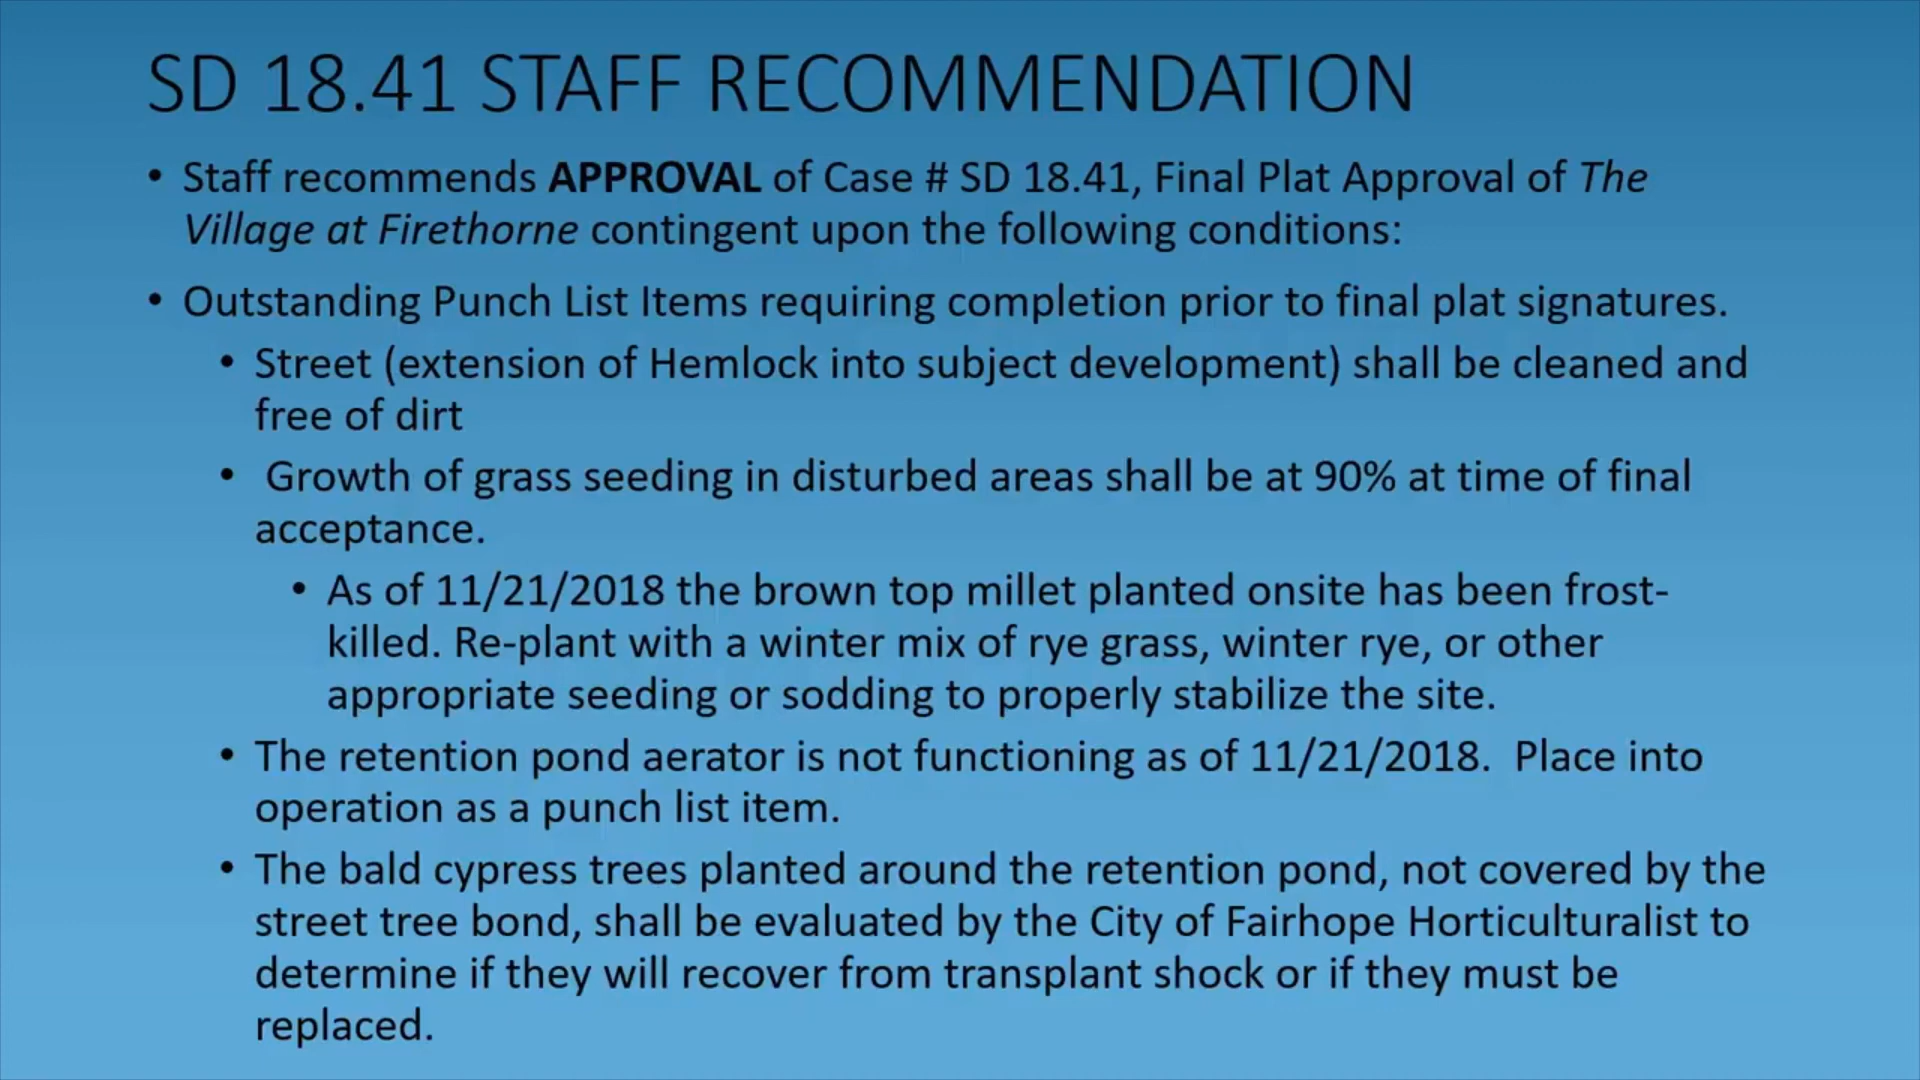 SD 18.41 STAFF RECOMMENDATION
• Staff recommends APPROVAL of Case # SD 18.41, Final Plat Approval of The
Village at Firethorne contingent upon the following conditions:
• Outstanding Punch List Items requiring completion prior to final plat signatures.
• Street (extension of Hemlock into subject development) shall be cleaned and
free of dirt
• Growth of grass seeding in disturbed areas shall be at 90% at time of final
acceptance.
• As of 11/21/2018 the brown top millet planted onsite has been frost-
killed. Re-plant with a winter mix of rye grass, winter rye, or other
appropriate seeding or sodding to properly stabilize the site.
• The retention pond aerator is not functioning as of 11/21/2018.  Place into
operation as a punch list item.
• The bald cypress trees planted around the retention pond, not covered by the
street tree bond, shall be evaluated by the City of Fairhope Horticulturalist to
determine if they will recover from transplant shock or if they must be
replaced.